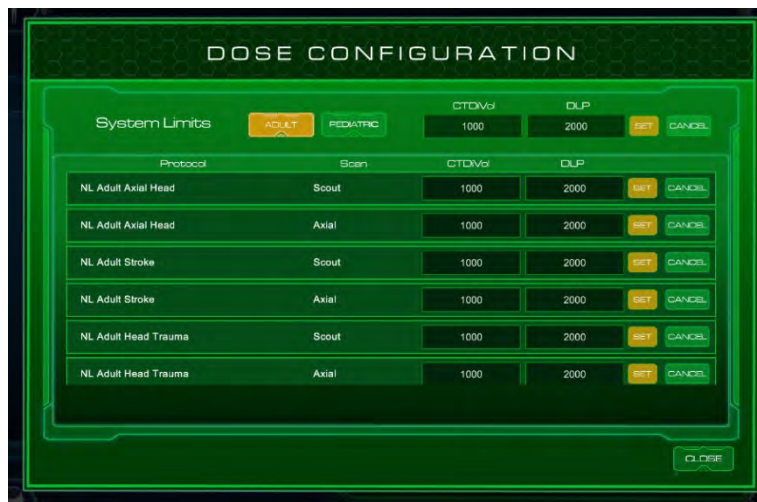 DOSE CONFIGURATION
CTDIVol DLP
System Limits ADULT PEDIATRIC 1000 2000 SET CANCEL
Protocol Scan CTDIVol DLP
NL Adult Axial Head Scout 1000 2000 SET CANCEL
NL Adult Axial Head Axial 1000 2000 SET CANCEL
NL Adult Stroke Scout 1000 2000 SET CANCEL
NL Adult Stroke Axial 1000 2000 SET CANCEL
NL Adult Head Trauma Scout 1000 2000 SET CANCEL
NL Adult Head Trauma Axial 1000 2000 SET CANCEL
CLOSE